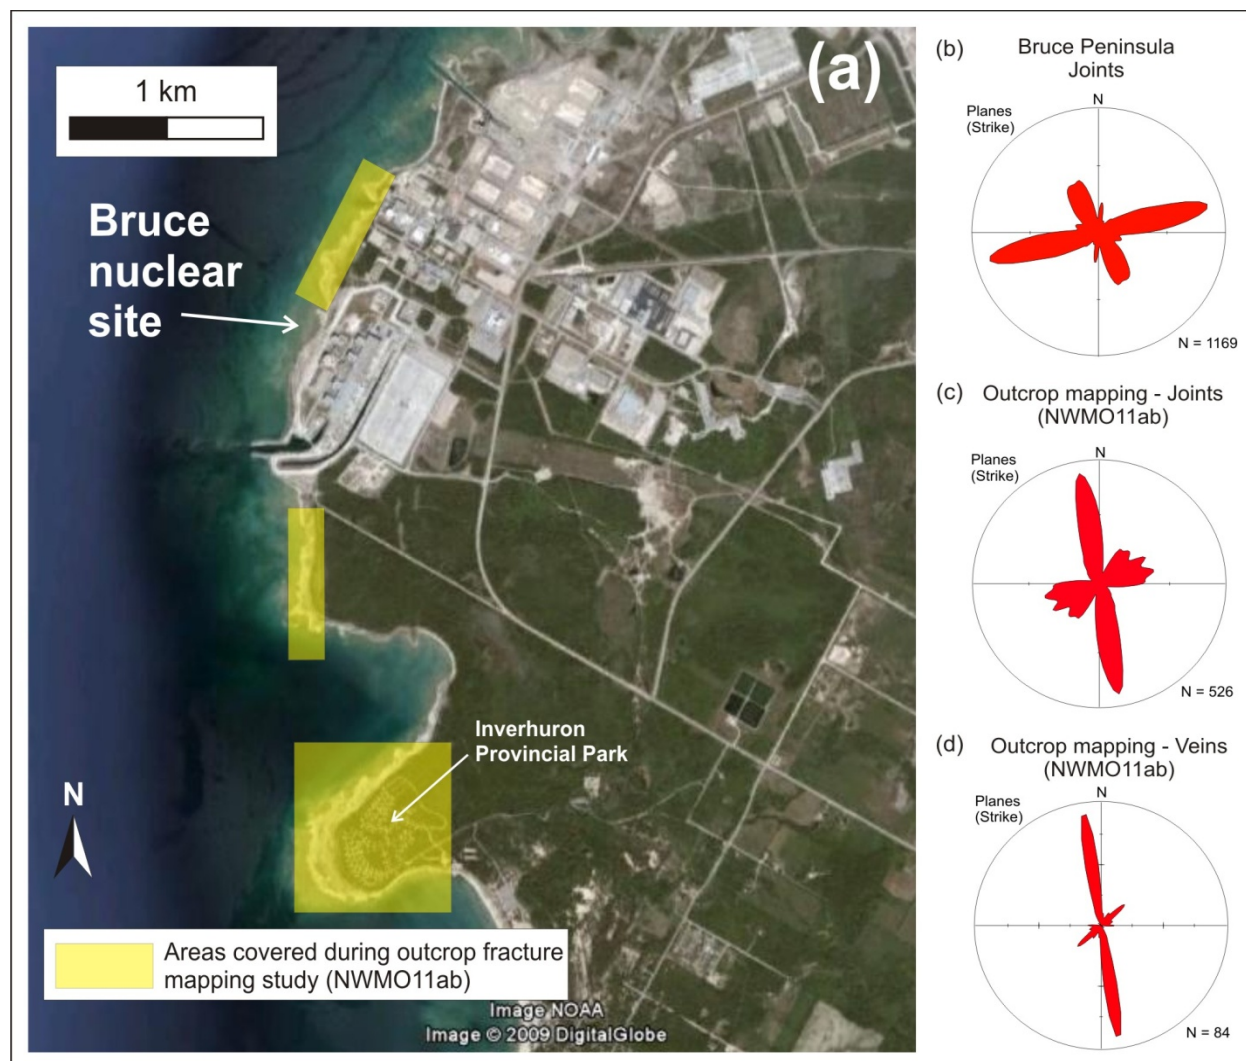 (a)
1 km
Bruce
nuclear
site
Inverhuron
Provincial Park
N
Areas covered during outcrop fracture
mapping study (NWMO11ab)
Image NOAA
Image © 2009 DigitalGlobe
(b) Bruce Peninsula
Joints
Planes
(Strike)
N
N = 1169
(c) Outcrop mapping - Joints
(NWMO11ab)
Planes
(Strike)
N
N = 526
(d) Outcrop mapping - Veins
(NWMO11ab)
Planes
(Strike)
N
N = 84